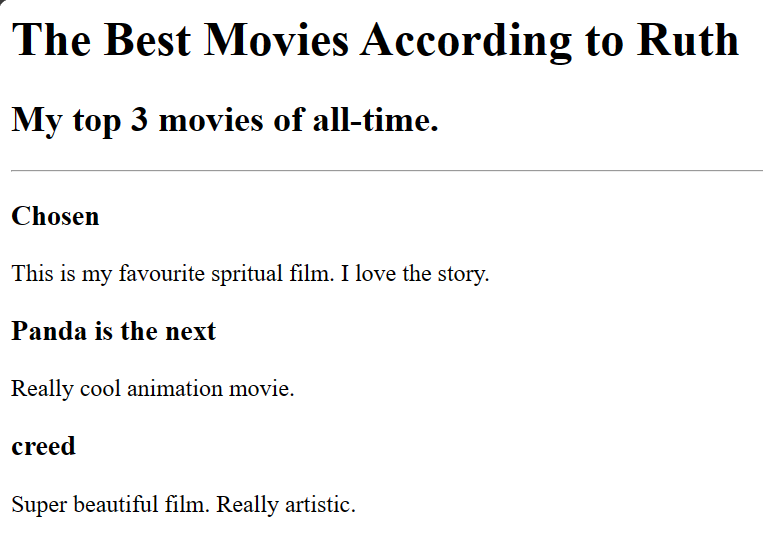 The Best Movies According to Ruth
My top 3 movies of all-time.
Chosen
This is my favourite spritual film. I love the story.
Panda is the next
Really cool animation movie.
creed
Super beautiful film. Really artistic.